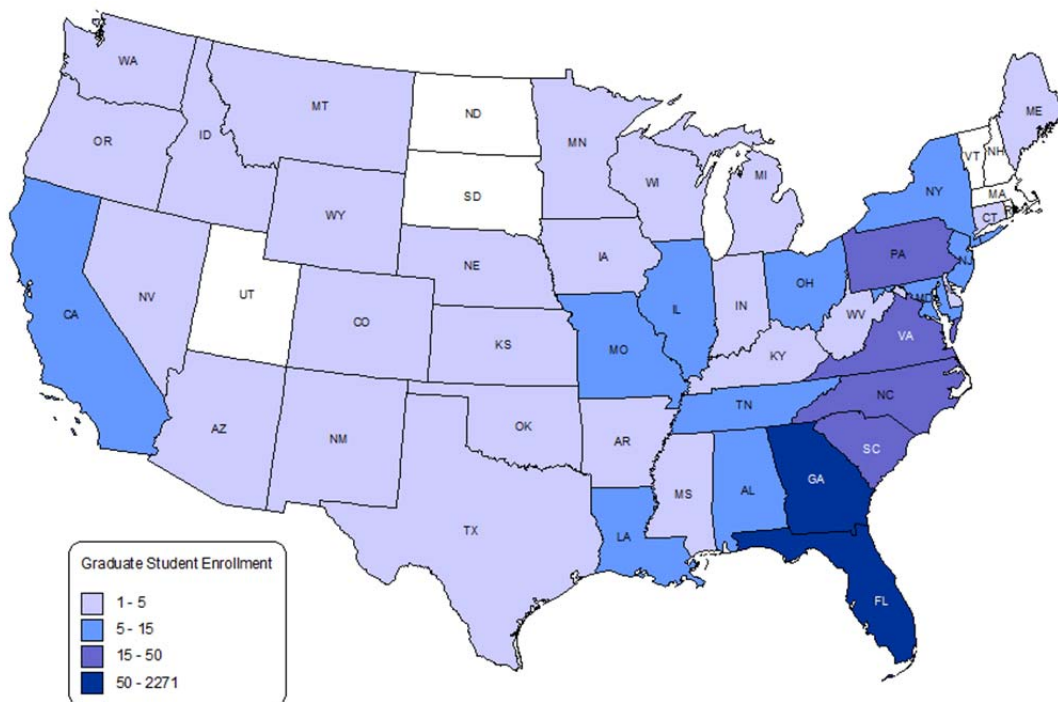 WA
MT
ND
MN
ME
OR
ID
WI
MI
VT
NH
NY
MA
SD
WY
CT
IA
PA
NE
NJ
OH
IL
IN
MD
NV
UT
CO
WV
CA
KS
MO
VA
KY
NC
TN
OK
AZ
NM
AR
SC
MS
AL
GA
TX
LA
FL
Graduate Student Enrollment
1 - 5
5 - 15
15 - 50
50 - 2271